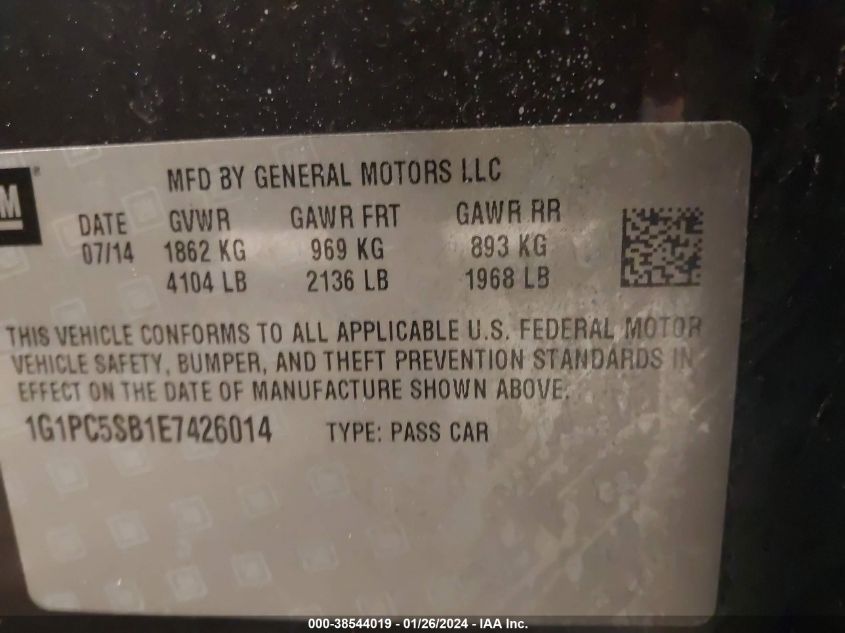 MFD BY GENERAL MOTORS LLC
DATE GVWR GAWR FRT GAWR RR
07/14 1862 KG 969 KG 893 KG
4104 LB 2136 LB 1968 LB
THIS VEHICLE CONFORMS TO ALL APPLICABLE U.S. FEDERAL MOTOR
VEHICLE SAFETY, BUMPER, AND THEFT PREVENTION STANDARDS IN
EFFECT ON THE DATE OF MANUFACTURE SHOWN ABOVE.
1G1PC5SB1E7426014 TYPE: PASS CAR
000-38544019 - 01/26/2024 - IAA Inc.